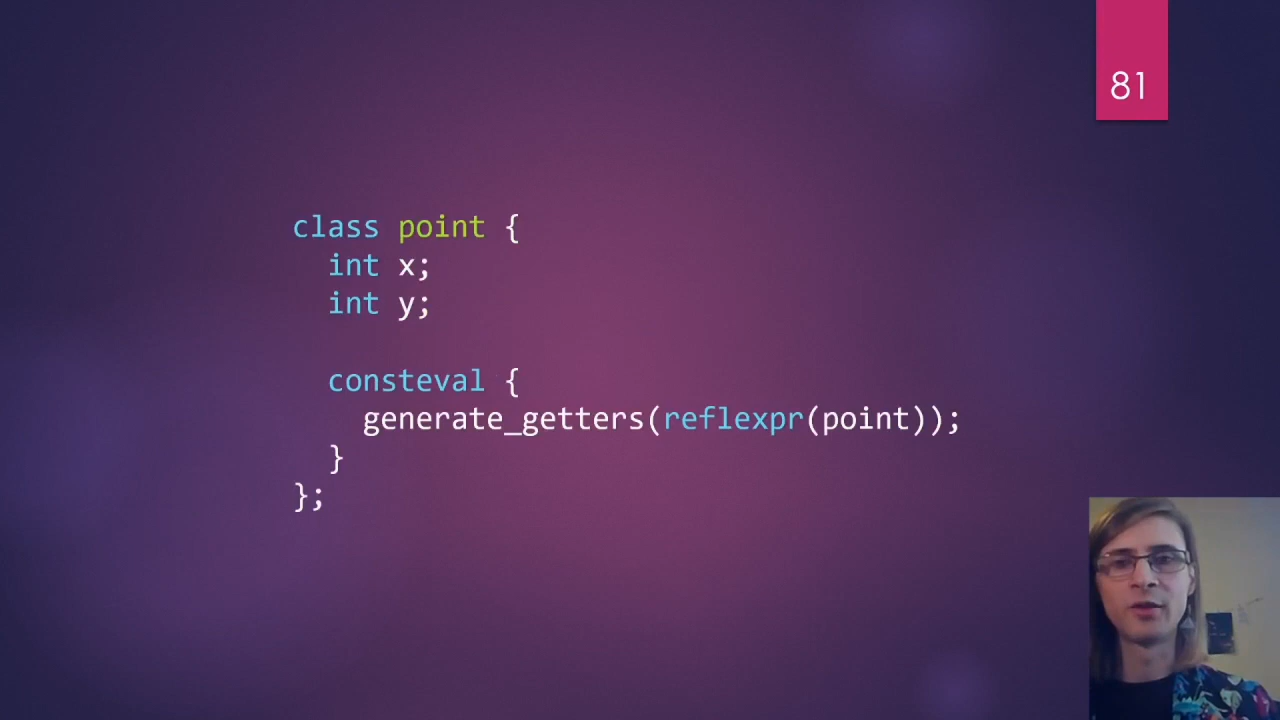 81
class point {
int x;
int y;
consteval {
generate_getters(reflexpr(point));
}
};